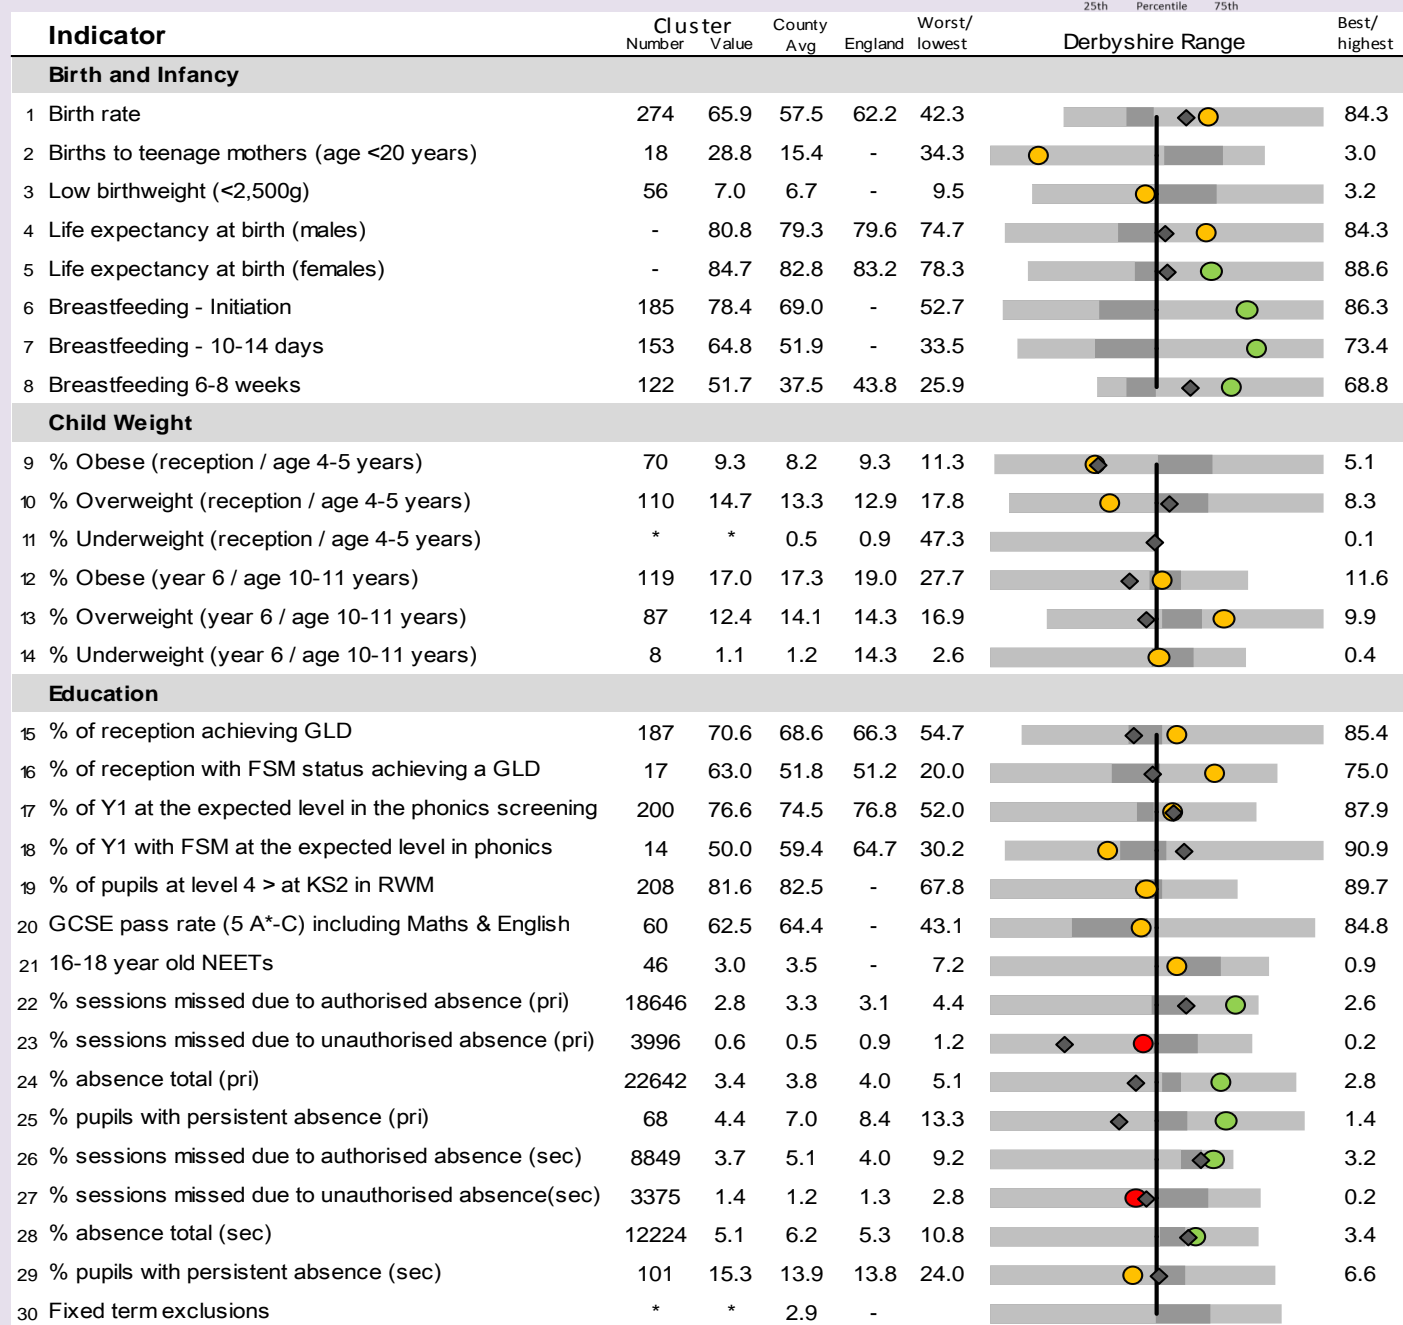 25th Percentile 75th
Indicator Cluster Number Value County Avg England Worst/ lowest Derbyshire Range Best/ highest
Birth and Infancy
1 Birth rate 274 65.9 57.5 62.2 42.3 84.3
2 Births to teenage mothers (age <20 years) 18 28.8 15.4 - 34.3 3.0
3 Low birthweight (<2,500g) 56 7.0 6.7 - 9.5 3.2
4 Life expectancy at birth (males) - 80.8 79.3 79.6 74.7 84.3
5 Life expectancy at birth (females) - 84.7 82.8 83.2 78.3 88.6
6 Breastfeeding - Initiation 185 78.4 69.0 - 52.7 86.3
7 Breastfeeding - 10-14 days 153 64.8 51.9 - 33.5 73.4
8 Breastfeeding 6-8 weeks 122 51.7 37.5 43.8 25.9 68.8
Child Weight
9 % Obese (reception / age 4-5 years) 70 9.3 8.2 9.3 11.3 5.1
10 % Overweight (reception / age 4-5 years) 110 14.7 13.3 12.9 17.8 8.3
11 % Underweight (reception / age 4-5 years) * * 0.5 0.9 47.3 0.1
12 % Obese (year 6 / age 10-11 years) 119 17.0 17.3 19.0 27.7 11.6
13 % Overweight (year 6 / age 10-11 years) 87 12.4 14.1 14.3 16.9 9.9
14 % Underweight (year 6 / age 10-11 years) 8 1.1 1.2 14.3 2.6 0.4
Education
15 % of reception achieving GLD 187 70.6 68.6 66.3 54.7 85.4
16 % of reception with FSM status achieving a GLD 17 63.0 51.8 51.2 20.0 75.0
17 % of Y1 at the expected level in the phonics screening 200 76.6 74.5 76.8 52.0 87.9
18 % of Y1 with FSM at the expected level in phonics 14 50.0 59.4 64.7 30.2 90.9
19 % of pupils at level 4 > at KS2 in RWM 208 81.6 82.5 - 67.8 89.7
20 GCSE pass rate (5 A*-C) including Maths & English 60 62.5 64.4 - 43.1 84.8
21 16-18 year old NEETs 46 3.0 3.5 - 7.2 0.9
22 % sessions missed due to authorised absence (pri) 18646 2.8 3.3 3.1 4.4 2.6
23 % sessions missed due to unauthorised absence (pri) 3996 0.6 0.5 0.9 1.2 0.2
24 % absence total (pri) 22642 3.4 3.8 4.0 5.1 2.8
25 % pupils with persistent absence (pri) 68 4.4 7.0 8.4 13.3 1.4
26 % sessions missed due to authorised absence (sec) 8849 3.7 5.1 4.0 9.2 3.2
27 % sessions missed due to unauthorised absence(sec) 3375 1.4 1.2 1.3 2.8 0.2
28 % absence total (sec) 12224 5.1 6.2 5.3 10.8 3.4
29 % pupils with persistent absence (sec) 101 15.3 13.9 13.8 24.0 6.6
30 Fixed term exclusions * * 2.9 -